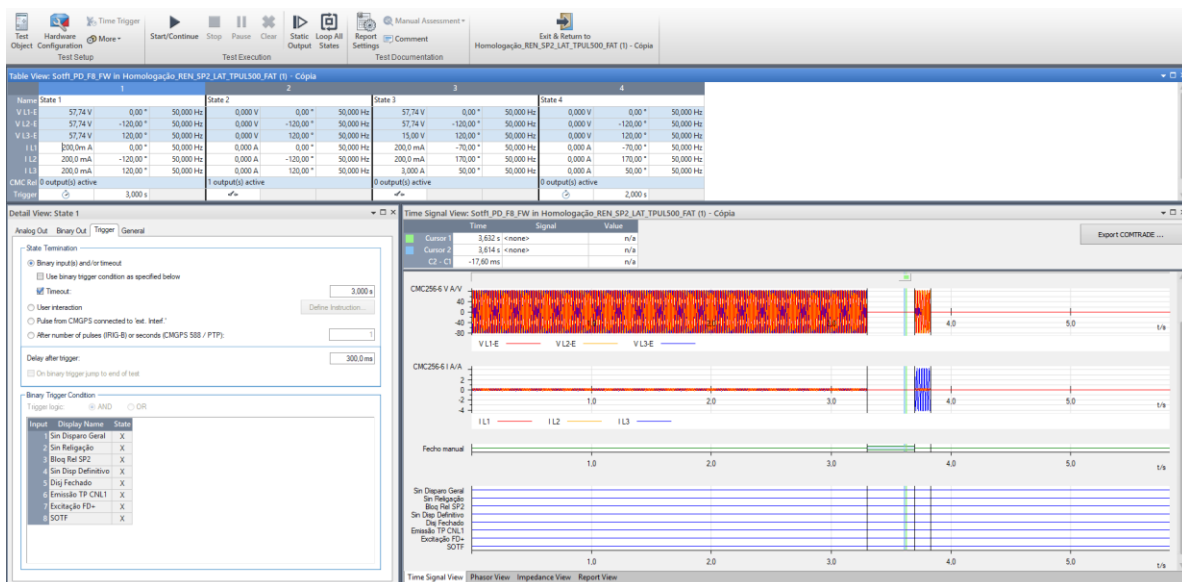 Test Object
Hardware Configuration
Time Trigger
More
Start/Continue
Stop
Pause
Clear
Static Output
Loop All States
Report Settings
Manual Assessment
Comment
Exit & Return to
Homologação_REN_SP2_LAT_TPUL500_FAT (1) - Cópia
Test Setup
Test Execution
Test Documentation
Table View: Sotf1_PD_F8_FW in Homologação_REN_SP2_LAT_TPUL500_FAT (1) - Cópia
1 2 3 4
Name State 1 State 2 State 3 State 4
V L1-E 57,74 V 0,00 ° 50,000 Hz 0,000 V 0,00 ° 50,000 Hz 57,74 V 0,00 ° 50,000 Hz 0,000 V 0,00 ° 50,000 Hz
V L2-E 57,74 V -120,00 ° 50,000 Hz 0,000 V -120,00 ° 50,000 Hz 57,74 V -120,00 ° 50,000 Hz 0,000 V -120,00 ° 50,000 Hz
V L3-E 57,74 V 120,00 ° 50,000 Hz 0,000 V 120,00 ° 50,000 Hz 15,00 V 120,00 ° 50,000 Hz 0,000 V 120,00 ° 50,000 Hz
I L1 200,0m A 0,00 ° 50,000 Hz 0,000 A 0,00 ° 50,000 Hz 200,0 mA -70,00 ° 50,000 Hz 0,000 A -70,00 ° 50,000 Hz
I L2 200,0 mA -120,00 ° 50,000 Hz 0,000 A -120,00 ° 50,000 Hz 200,0 mA 170,00 ° 50,000 Hz 0,000 A 170,00 ° 50,000 Hz
I L3 200,0 mA 120,00 ° 50,000 Hz 0,000 A 120,00 ° 50,000 Hz 3,000 A 50,00 ° 50,000 Hz 0,000 A 50,00 ° 50,000 Hz
CMC Rel 0 output(s) active 1 output(s) active 0 output(s) active 0 output(s) active
Trigger 3,000 s 2,000 s
Detail View: State 1
Analog Out Binary Out Trigger General
State Termination
Binary input(s) and/or timeout
Use binary trigger condition as specified below
Timeout: 3,000 s
User interaction Define Instruction...
Pulse from CMGPS connected to 'ext. Interf.'
After number of pulses (IRIG-B) or seconds (CMGPS 588 / PTP): 1
Delay after trigger: 300,0 ms
On binary trigger jump to end of test
Binary Trigger Condition
Trigger logic: AND OR
Input Display Name State
1 Sin Disparo Geral X
2 Sin Religação X
3 Bloq Rel SP2 X
4 Sin Disp Definitivo X
5 Disj Fechado X
6 Emissão TP CNL1 X
7 Excitação FD+ X
8 SOTF X
Time Signal View: Sotf1_PD_F8_FW in Homologação_REN_SP2_LAT_TPUL500_FAT (1) - Cópia
Time Signal Value
Cursor 1 3,632 s <none> n/a
Cursor 2 3,614 s <none> n/a
C2 - C1 -17,60 ms n/a
Export COMTRADE ...
CMC256-6 V A/V
40
0
-40
-80
4,0 5,0
t/s
V L1-E V L2-E V L3-E
CMC256-6 I A/V
2
0
-2
-4
1,0 2,0 3,0 4,0 5,0
t/s
I L1 I L2 I L3
Fecho manual
1,0 2,0 3,0 4,0 5,0
t/s
Sin Disparo Geral
Sin Religação
Bloq Rel SP2
Sin Disp Definitivo
Disj Fechado
Emissão TP CNL1
Excitação FD+
SOTF
1,0 2,0 3,0 4,0 5,0
t/s
Time Signal View Phasor View Impedance View Report View